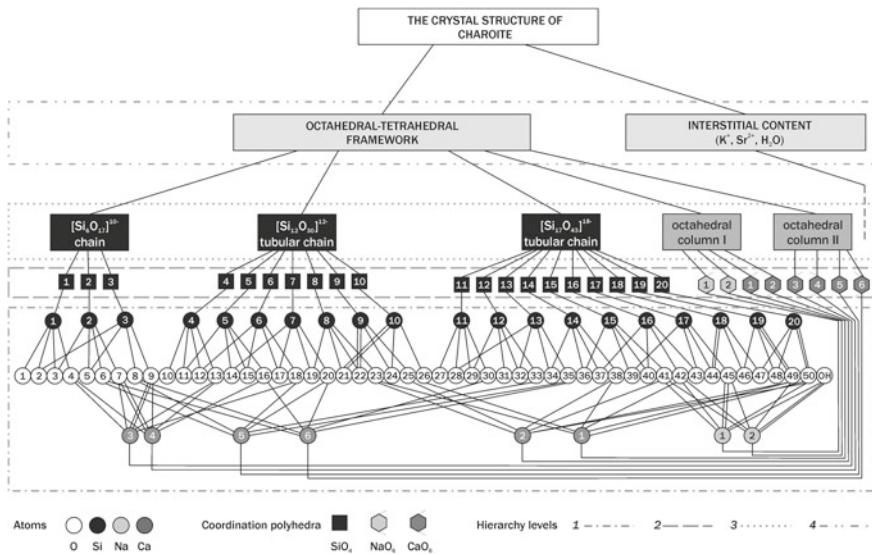 THE CRYSTAL STRUCTURE OF
CHAROITE
OCTAHEDRAL-TETRAHEDRAL
FRAMEWORK
INTERSTITIAL CONTENT
(K⁺, Sr²⁺, H₂O)
[Si₆O₁₇]¹⁰⁻
chain
[Si₁₂O₃₀]¹²⁻
tubular chain
[Si₁₇O₄₃]¹⁸⁻
tubular chain
octahedral
column I
octahedral
column II
1 2 3 4 5 6 7 8 9 10 11 12 13 14 15 16 17 18 19 20 1 2 1 2 3 4 5 6
1 2 3 4 5 6 7 8 9 10 11 12 13 14 15 16 17 18 19 20
1 2 3 4 5 6 7 8 9 10 11 12 13 14 15 16 17 18 19 20 21 22 23 24 25 26 27 28 29 30 31 32 33 34 35 36 37 38 39 40 41 42 43 44 45 46 47 48 49 50 OH
3 4 5 6 2 1 1 2
Atoms
O Si Na Ca
Coordination polyhedra
SiO₄ NaO₆ CaO₆
Hierarchy levels 1 2 3 4